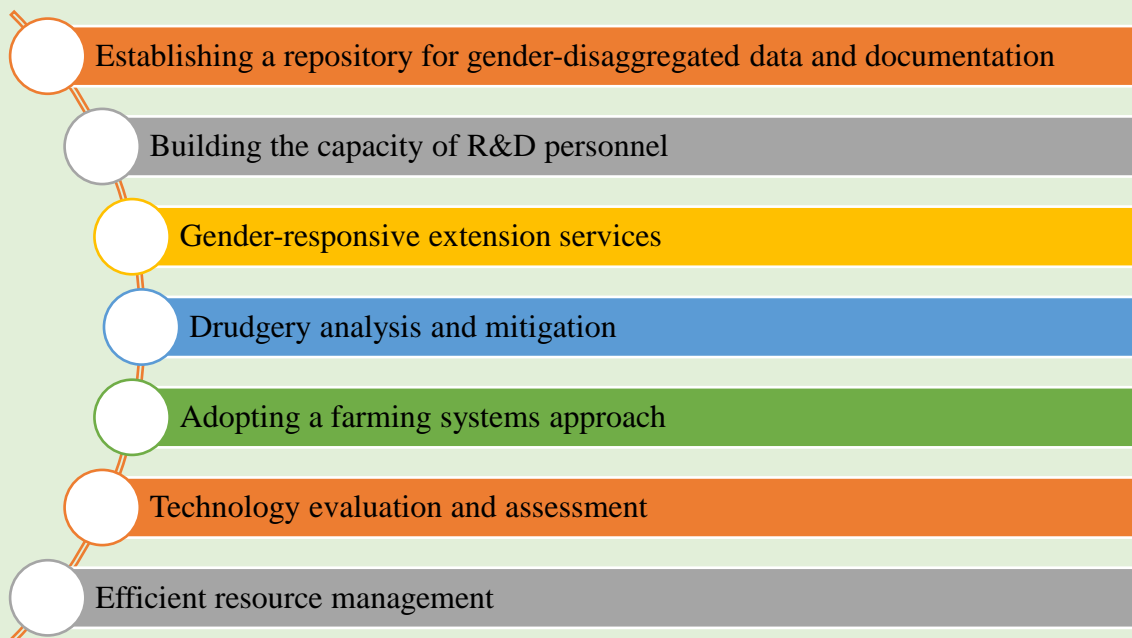 Establishing a repository for gender-disaggregated data and documentation
Building the capacity of R&D personnel
Gender-responsive extension services
Drudgery analysis and mitigation
Adopting a farming systems approach
Technology evaluation and assessment
Efficient resource management